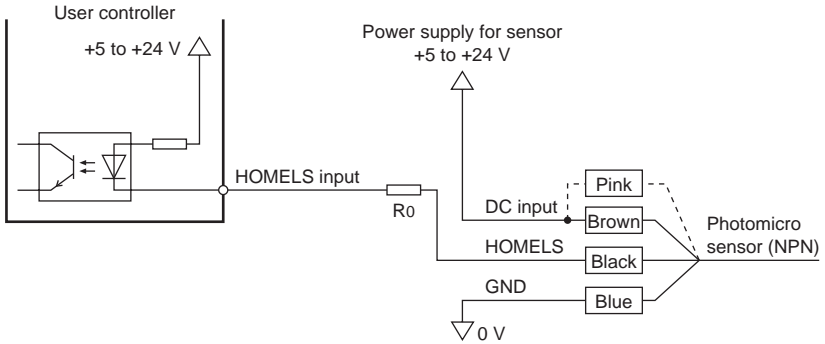 User controller
+5 to +24 V
Power supply for sensor
+5 to +24 V
HOMELS input
R0
DC input
Pink
Brown
HOMELS
Black
GND
Blue
0 V
Photomicro
sensor (NPN)